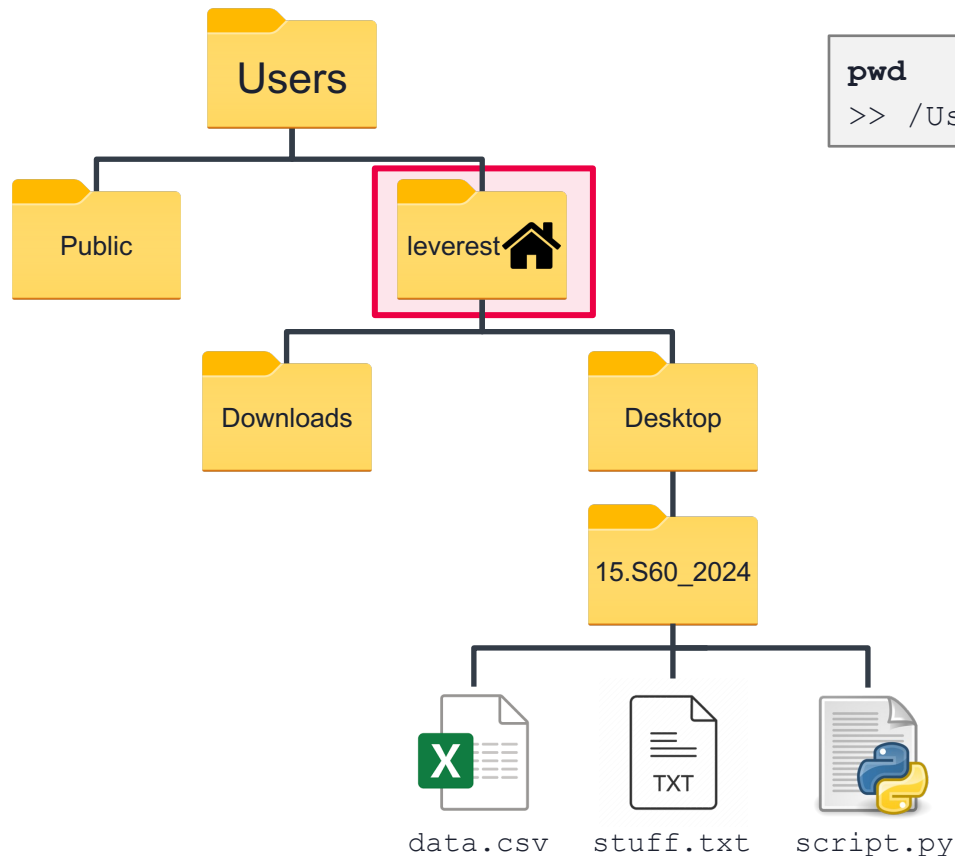 Users
pwd
>> /Us
Public
leverest
Downloads
Desktop
15.S60_2024
X
TXT
data.csv
stuff.txt
script.py